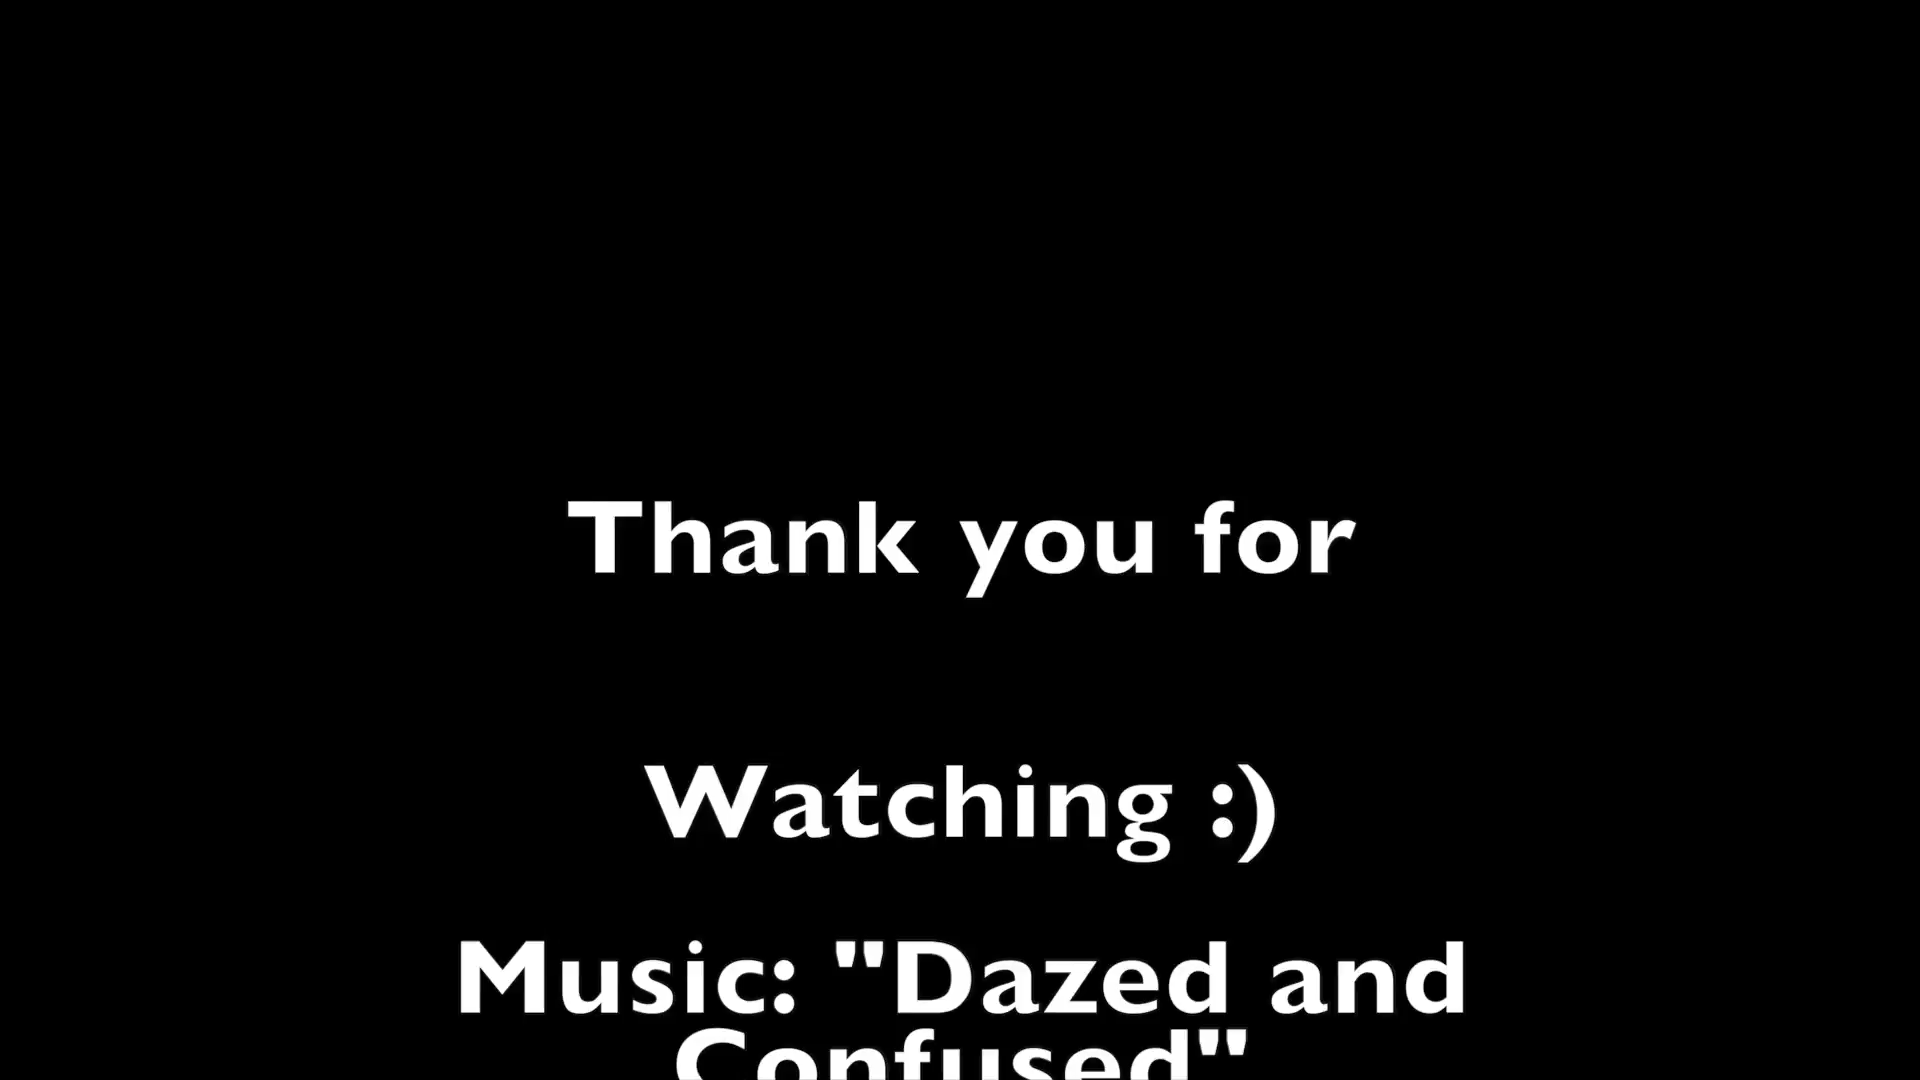 Thank you for
Watching :)
Music: "Dazed and
Confused"